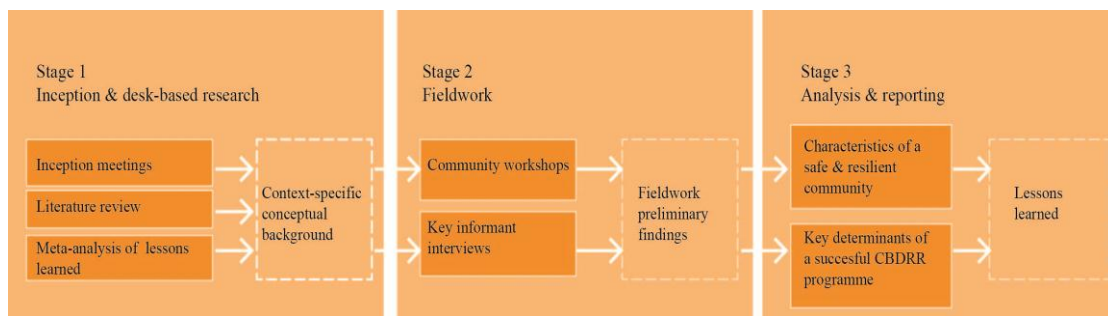 Stage 1
Inception & desk-based research
Inception meetings
Literature review
Meta-analysis of lessons
learned
Context-specific
conceptual
background
Stage 2
Fieldwork
Community workshops
Key informant
interviews
Fieldwork
preliminary
findings
Stage 3
Analysis & reporting
Characteristics of a
safe & resilient
community
Key determinants of
a succesful CBDRR
programme
Lessons
learned